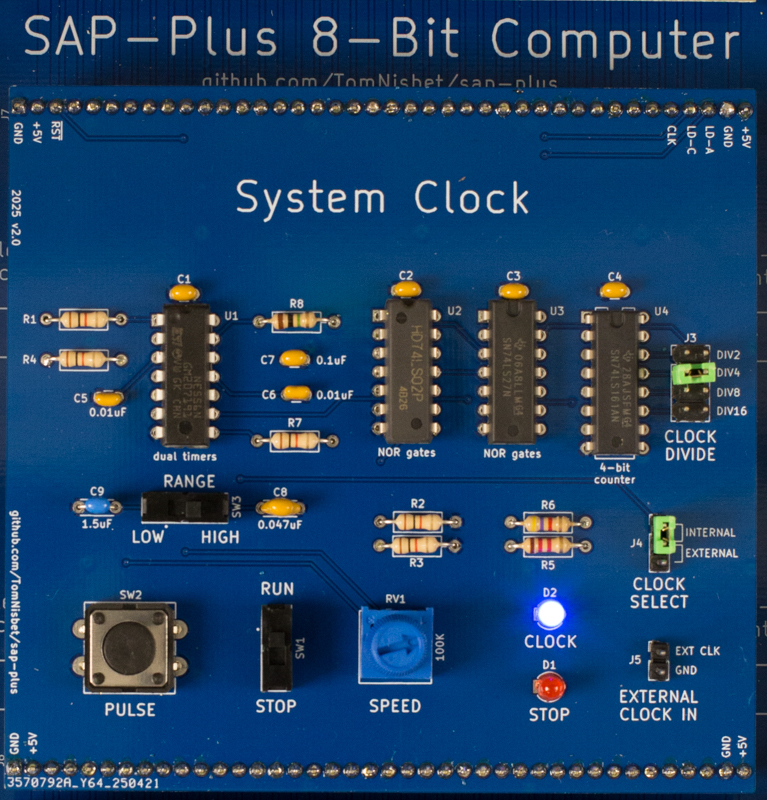 SAP-Plus 8-Bit Computer
github.com/TomNisbet/sap-plus
J7
GND
+5V
RST
CLK
LD-C
LD-A
GND
+5V
2025 v2.0
System Clock
C1
C2
C3
C4
R1
U1
R8
U2
U3
U4
J3
R4
C7
0.1uF
DIV2
DIV4
DIV8
DIV16
C5
0.01uF
C6
0.01uF
HD74LS02P
4026
SN74LS27N
SN74LS161AN
R7
dual timers
NOR gates
NOR gates
4-bit
counter
CLOCK
DIVIDE
RANGE
SW3
C9
1.5uF
LOW
HIGH
C8
0.047uF
R2
R3
R6
R5
J4
INTERNAL
EXTERNAL
CLOCK
SELECT
github.com/TomNisbet/sap-plus
SW2
PULSE
RUN
SW1
STOP
RV1
100K
SPEED
D2
CLOCK
D1
STOP
J5
EXT CLK
GND
EXTERNAL
CLOCK IN
GND
+5V
GND
+5V
3570792A_Y64_250421